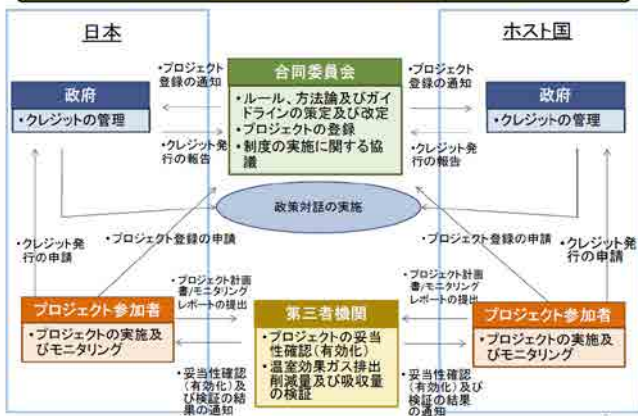 日本
ホスト国
・プロジェクト
登録の通知
合同委員会
・プロジェクト
登録の通知
政府
・クレジットの管理
・ルール、方法論及びガイ
ドラインの策定及び改定
・プロジェクトの登録
・制度の実施に関する協
議
政府
・クレジットの管理
・クレジット発
行の報告
・クレジット発
行の報告
政策対話の実施
・クレジット発
行の申請
・プロジェクト登録の申請
・プロジェクト登録の申請
・クレジット発
行の申請
・プロジェクト計画
書/モニタリング
レポートの提出
・プロジェクト計画
書/モニタリング
レポートの提出
プロジェクト参加者
・プロジェクトの実施及
びモニタリング
第三者機関
・プロジェクトの妥当
性確認(有効化)
・温室効果ガス排出
削減量及び吸収量
の検証
プロジェクト参加者
・プロジェクトの実施及
びモニタリング
・妥当性確認
(有効化)及
び検証の結
果の通知
・妥当性確認
(有効化)及び
検証の結果
の通知